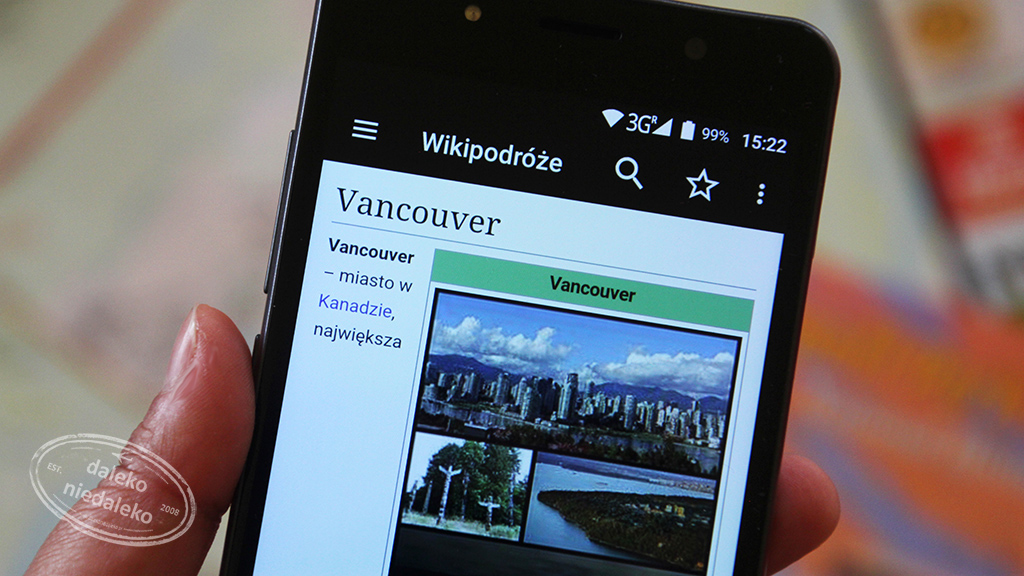 3G R 99% 15:22
Wikipodróże
Vancouver
Vancouver
– miasto w
Kanadzie,
największa
Vancouver
EST.
daleko
niedaleko
2008